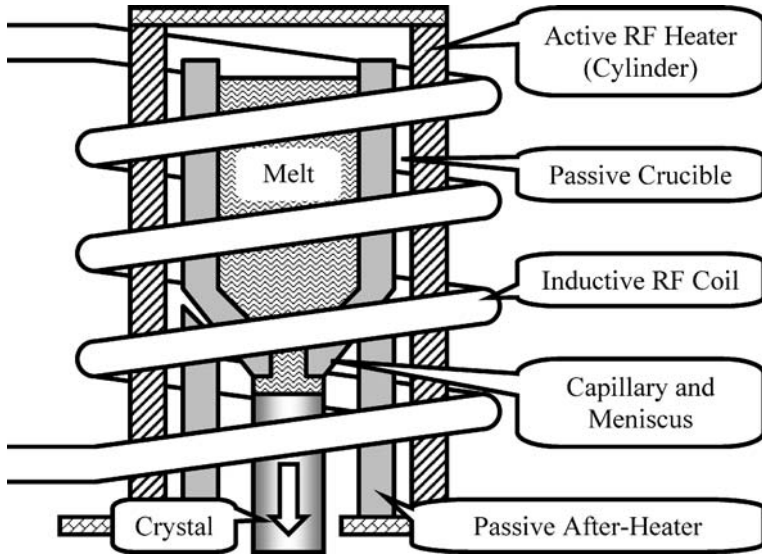 Active RF Heater
(Cylinder)
Melt
Passive Crucible
Inductive RF Coil
Capillary and
Meniscus
Crystal
Passive After-Heater